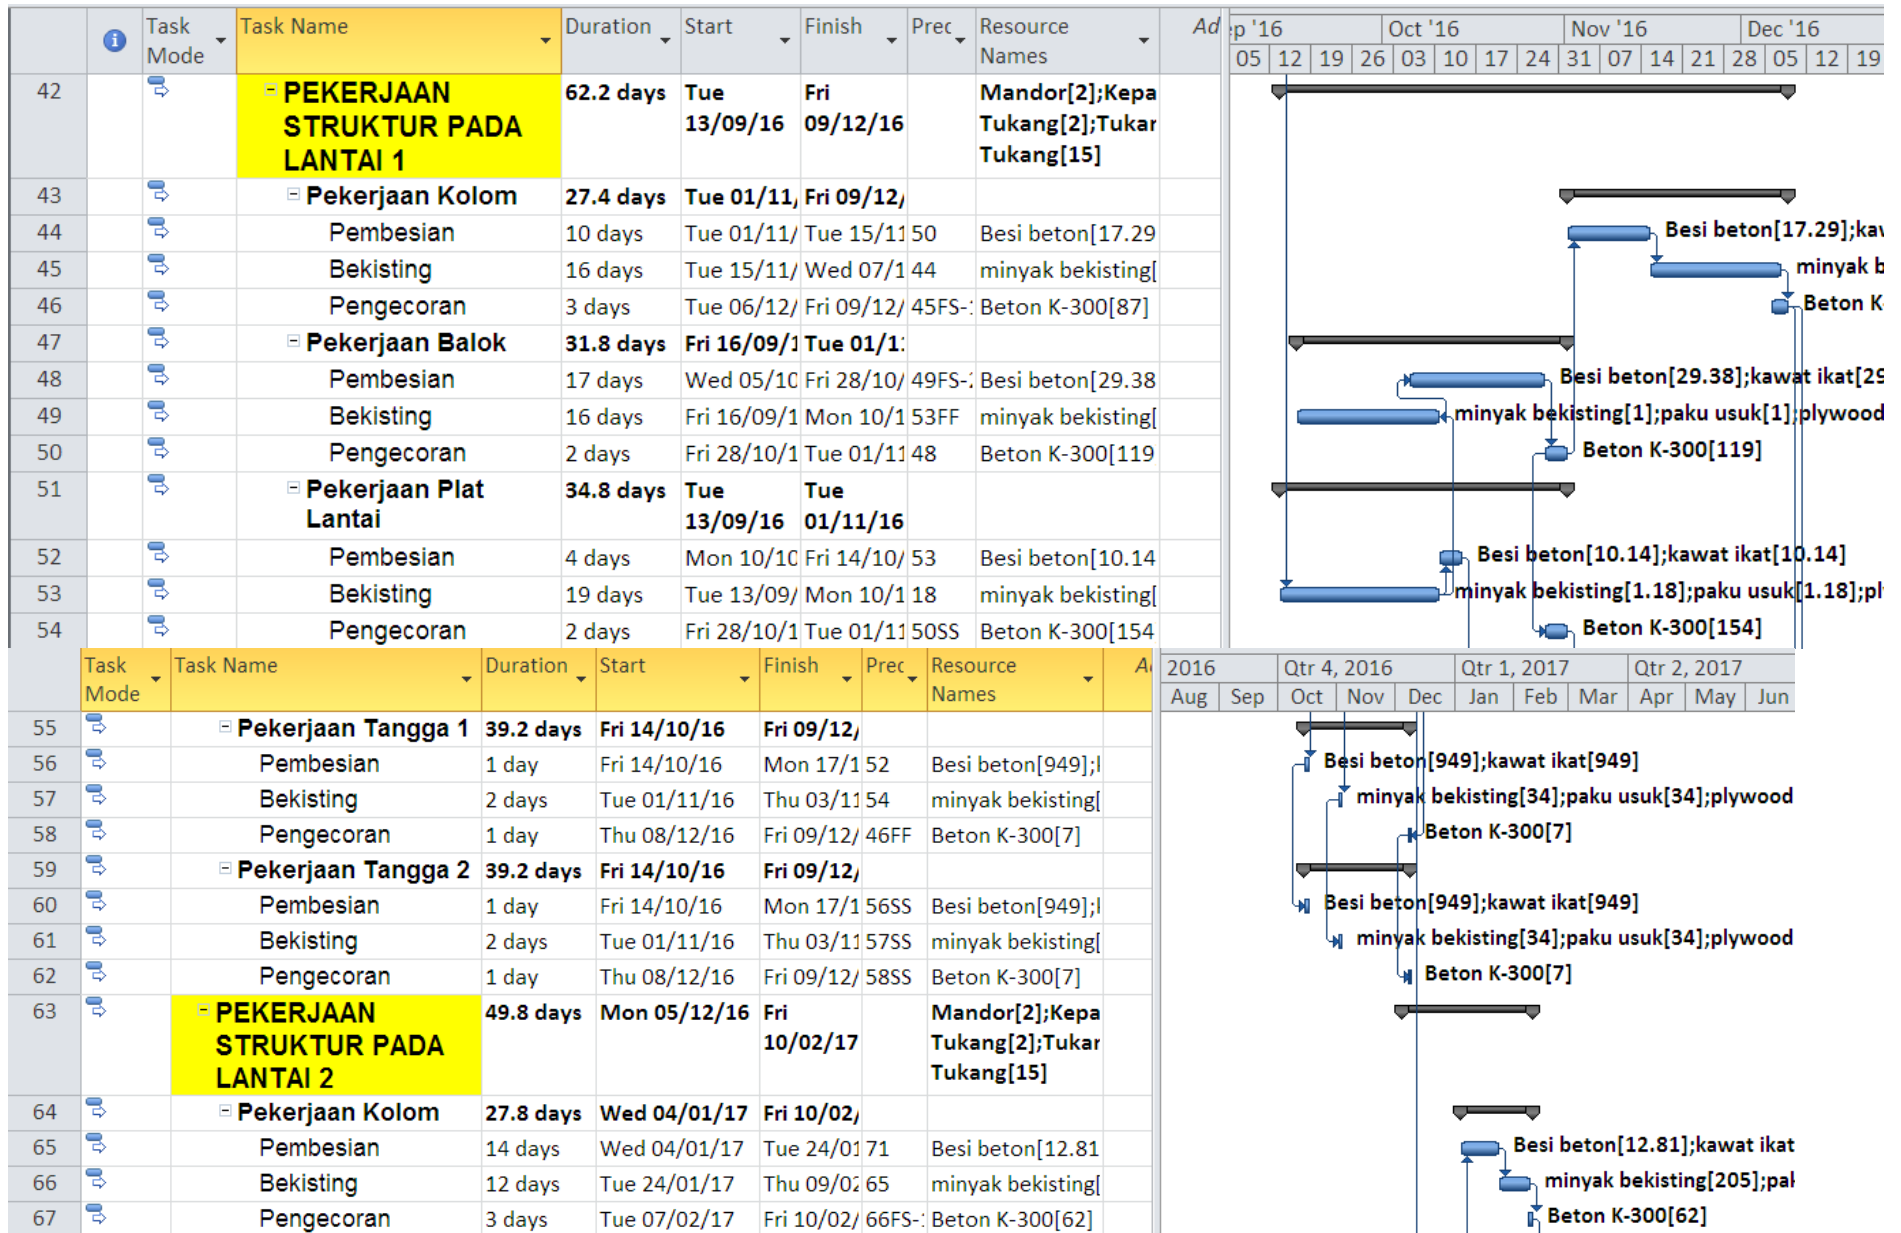 Task Mode Task Name Duration Start Finish Prec Resource Names Ad
ep '16 Oct '16 Nov '16 Dec '16
05 12 19 26 03 10 17 24 31 07 14 21 28 05 12 19
42 PEKERJAAN STRUKTUR PADA LANTAI 1 62.2 days Tue 13/09/16 Fri 09/12/16 Mandor[2];Kepa Tukang[2];Tukar Tukang[15]
43 Pekerjaan Kolom 27.4 days Tue 01/11/ Fri 09/12/
44 Pembesian 10 days Tue 01/11/ Tue 15/11 50 Besi beton[17.29 Besi beton[17.29];kaw
45 Bekisting 16 days Tue 15/11/ Wed 07/1 44 minyak bekisting[ minyak b
46 Pengecoran 3 days Tue 06/12/ Fri 09/12/ 45FS-: Beton K-300[87] Beton K-
47 Pekerjaan Balok 31.8 days Fri 16/09/1 Tue 01/1:
48 Pembesian 17 days Wed 05/10 Fri 28/10/ 49FS-2 Besi beton[29.38 Besi beton[29.38];kawat ikat[29
49 Bekisting 16 days Fri 16/09/1 Mon 10/1 53FF minyak bekisting[ minyak bekisting[1];paku usuk[1];plywood
50 Pengecoran 2 days Fri 28/10/1 Tue 01/11 48 Beton K-300[119 Beton K-300[119]
51 Pekerjaan Plat Lantai 34.8 days Tue 13/09/16 Tue 01/11/16
52 Pembesian 4 days Mon 10/10 Fri 14/10/ 53 Besi beton[10.14 Besi beton[10.14];kawat ikat[10.14]
53 Bekisting 19 days Tue 13/09/ Mon 10/1 18 minyak bekisting[ minyak bekisting[1.18];paku usuk[1.18];pl
54 Pengecoran 2 days Fri 28/10/1 Tue 01/11 50SS Beton K-300[154 Beton K-300[154]
Task Mode Task Name Duration Start Finish Prec Resource Names A
2016 Qtr 4, 2016 Qtr 1, 2017 Qtr 2, 2017
Aug Sep Oct Nov Dec Jan Feb Mar Apr May Jun
55 Pekerjaan Tangga 1 39.2 days Fri 14/10/16 Fri 09/12/
56 Pembesian 1 day Fri 14/10/16 Mon 17/1 52 Besi beton[949];l Besi beton[949];kawat ikat[949]
57 Bekisting 2 days Tue 01/11/16 Thu 03/11 54 minyak bekisting[ minyak bekisting[34];paku usuk[34];plywood
58 Pengecoran 1 day Thu 08/12/16 Fri 09/12/ 46FF Beton K-300[7] Beton K-300[7]
59 Pekerjaan Tangga 2 39.2 days Fri 14/10/16 Fri 09/12/
60 Pembesian 1 day Fri 14/10/16 Mon 17/1 56SS Besi beton[949];l Besi beton[949];kawat ikat[949]
61 Bekisting 2 days Tue 01/11/16 Thu 03/11 57SS minyak bekisting[ minyak bekisting[34];paku usuk[34];plywood
62 Pengecoran 1 day Thu 08/12/16 Fri 09/12/ 58SS Beton K-300[7] Beton K-300[7]
63 PEKERJAAN STRUKTUR PADA LANTAI 2 49.8 days Mon 05/12/16 Fri 10/02/17 Mandor[2];Kepa Tukang[2];Tukar Tukang[15]
64 Pekerjaan Kolom 27.8 days Wed 04/01/17 Fri 10/02/
65 Pembesian 14 days Wed 04/01/17 Tue 24/01 71 Besi beton[12.81 Besi beton[12.81];kawat ikat
66 Bekisting 12 days Tue 24/01/17 Thu 09/02 65 minyak bekisting[ minyak bekisting[205];pak
67 Pengecoran 3 days Tue 07/02/17 Fri 10/02/ 66FS-: Beton K-300[62] Beton K-300[62]